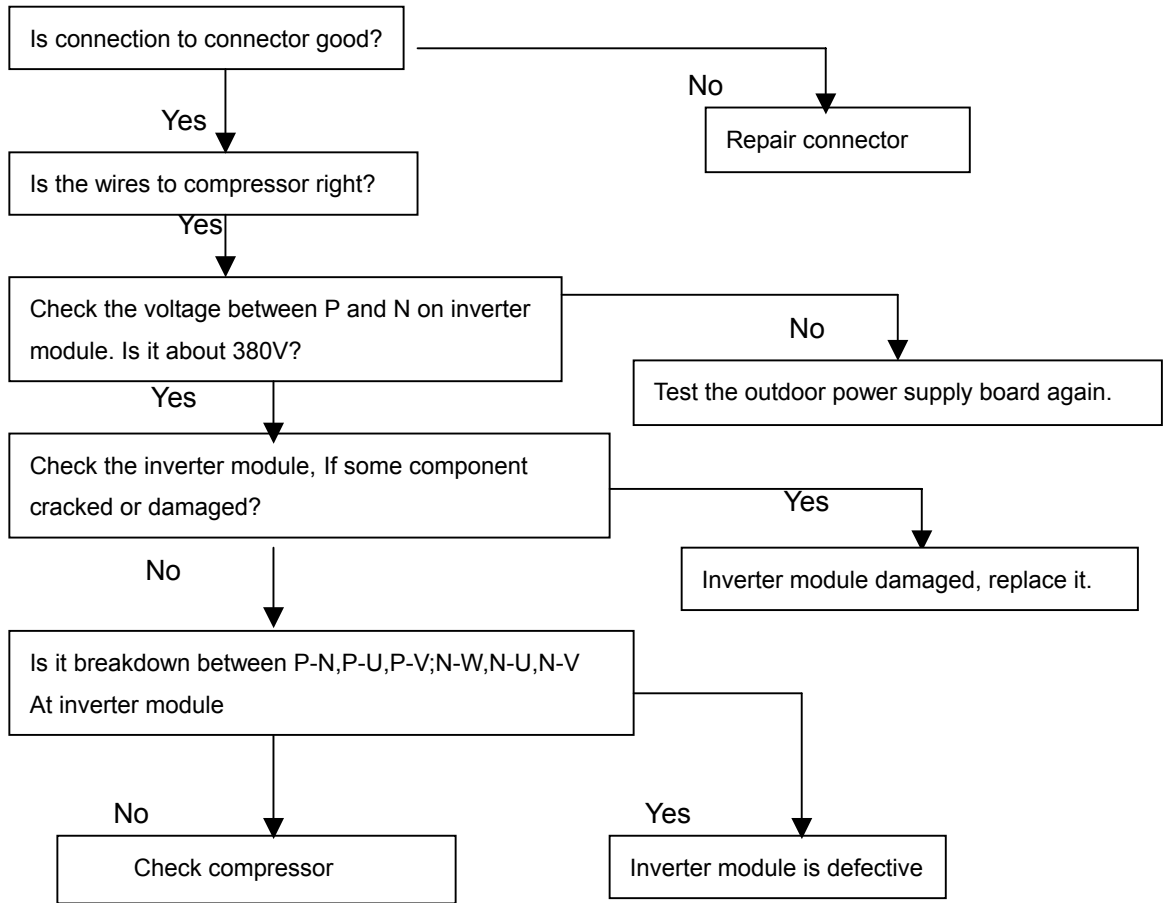 Is connection to connector good?
No
Yes
Repair connector
Is the wires to compressor right?
Yes
Check the voltage between P and N on inverter
module. Is it about 380V?
No
Yes
Test the outdoor power supply board again.
Check the inverter module, If some component
cracked or damaged?
Yes
No
Inverter module damaged, replace it.
Is it breakdown between P-N,P-U,P-V;N-W,N-U,N-V
At inverter module
No
Yes
Check compressor
Inverter module is defective